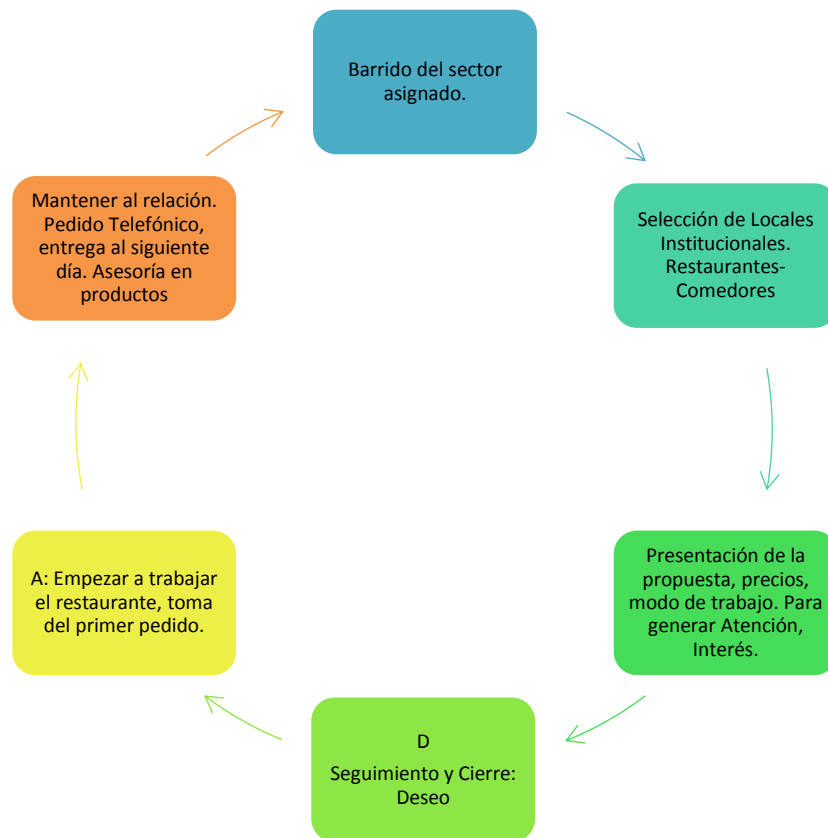 Barrido del sector
asignado.
Selección de Locales
Institucionales.
Restaurantes-
Comedores
Presentación de la
propuesta, precios,
modo de trabajo. Para
generar Atención,
Interés.
D
Seguimiento y Cierre:
Deseo
A: Empezar a trabajar
el restaurante, toma
del primer pedido.
Mantener al relación.
Pedido Telefónico,
entrega al siguiente
día. Asesoría en
productos